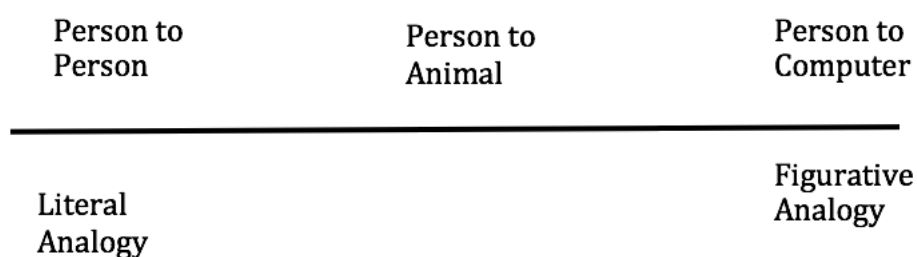 Person to
Person
Person to
Animal
Person to
Computer
Literal
Analogy
Figurative
Analogy